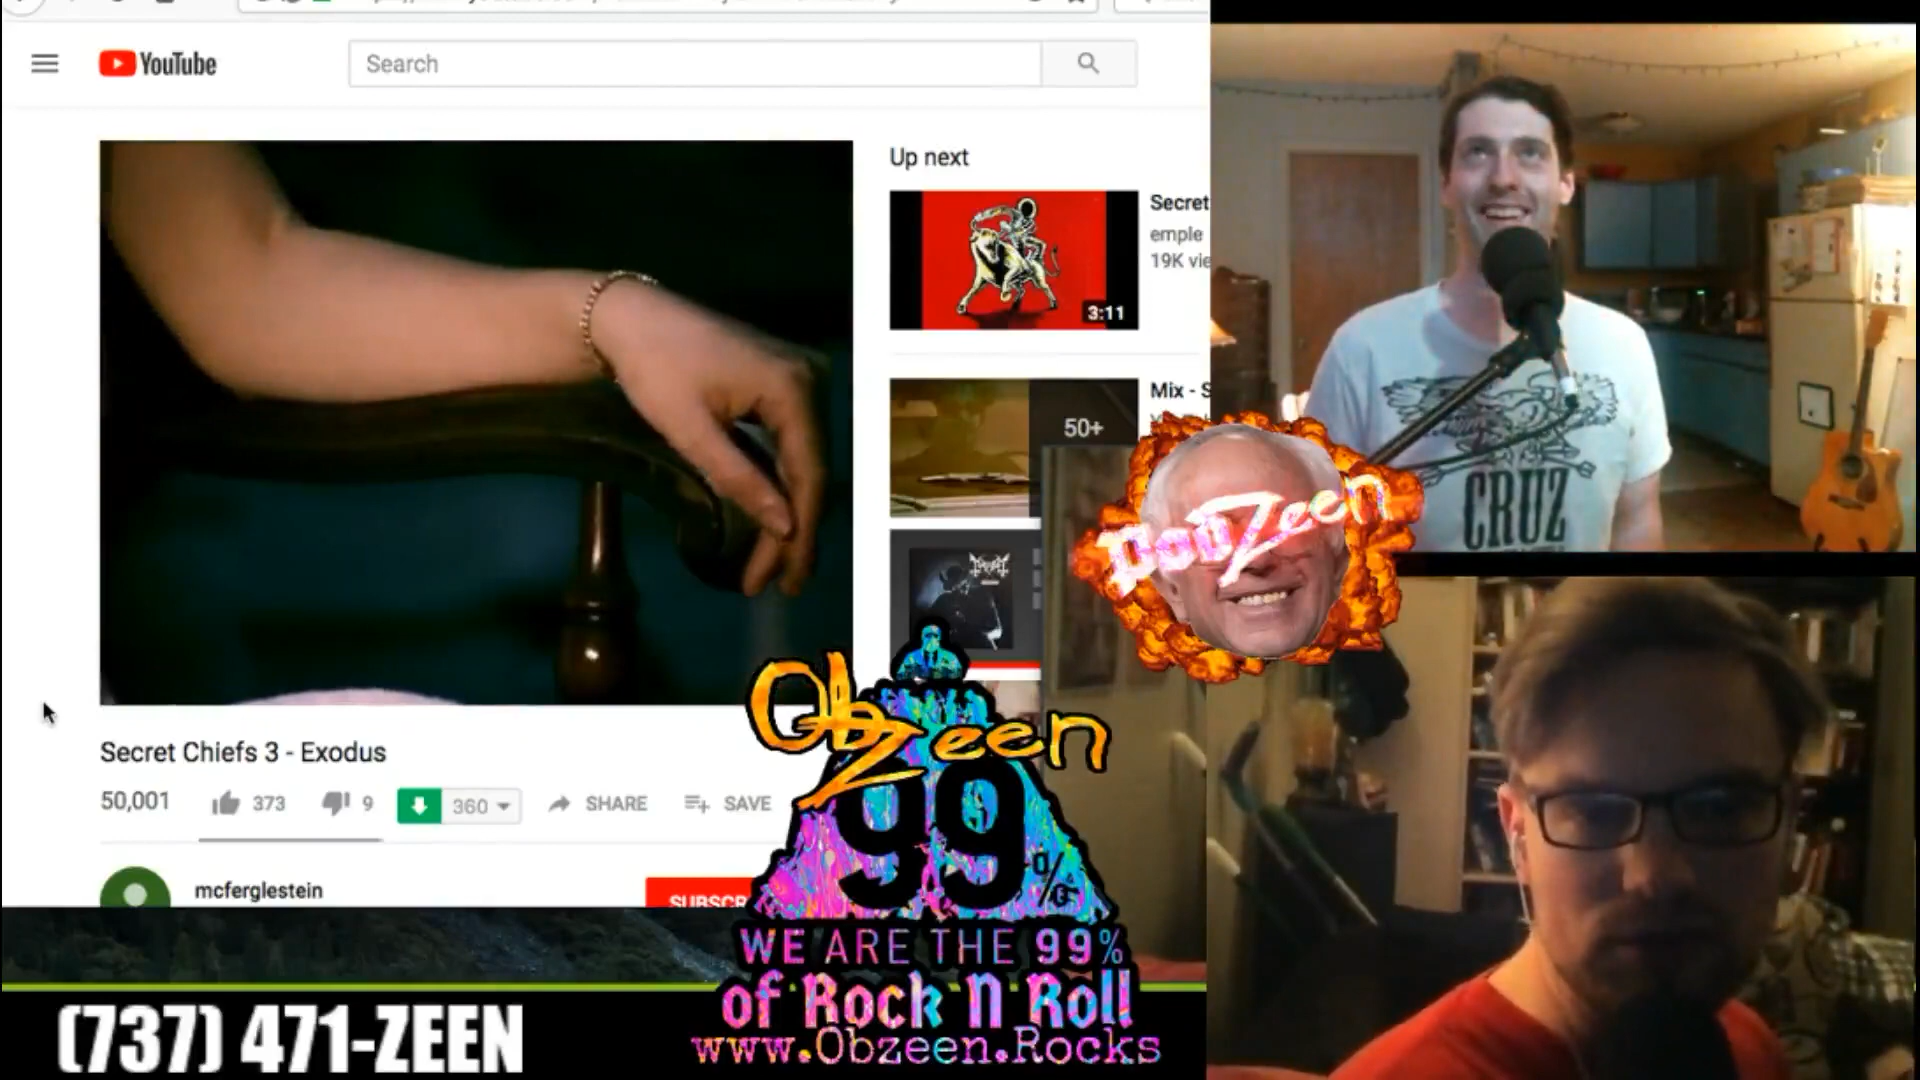 YouTube
Search
Up next
Secret
emple
19K vie
3:11
Mix - S
50+
PodZeen
CRUZ
Secret Chiefs 3 - Exodus
50,001
373
9
360
SHARE
SAVE
mcferglestein
SUBSCR
ObZeen
99%
WE ARE THE 99%
of Rock N Roll
www.Obzeen.Rocks
(737) 471-ZEEN